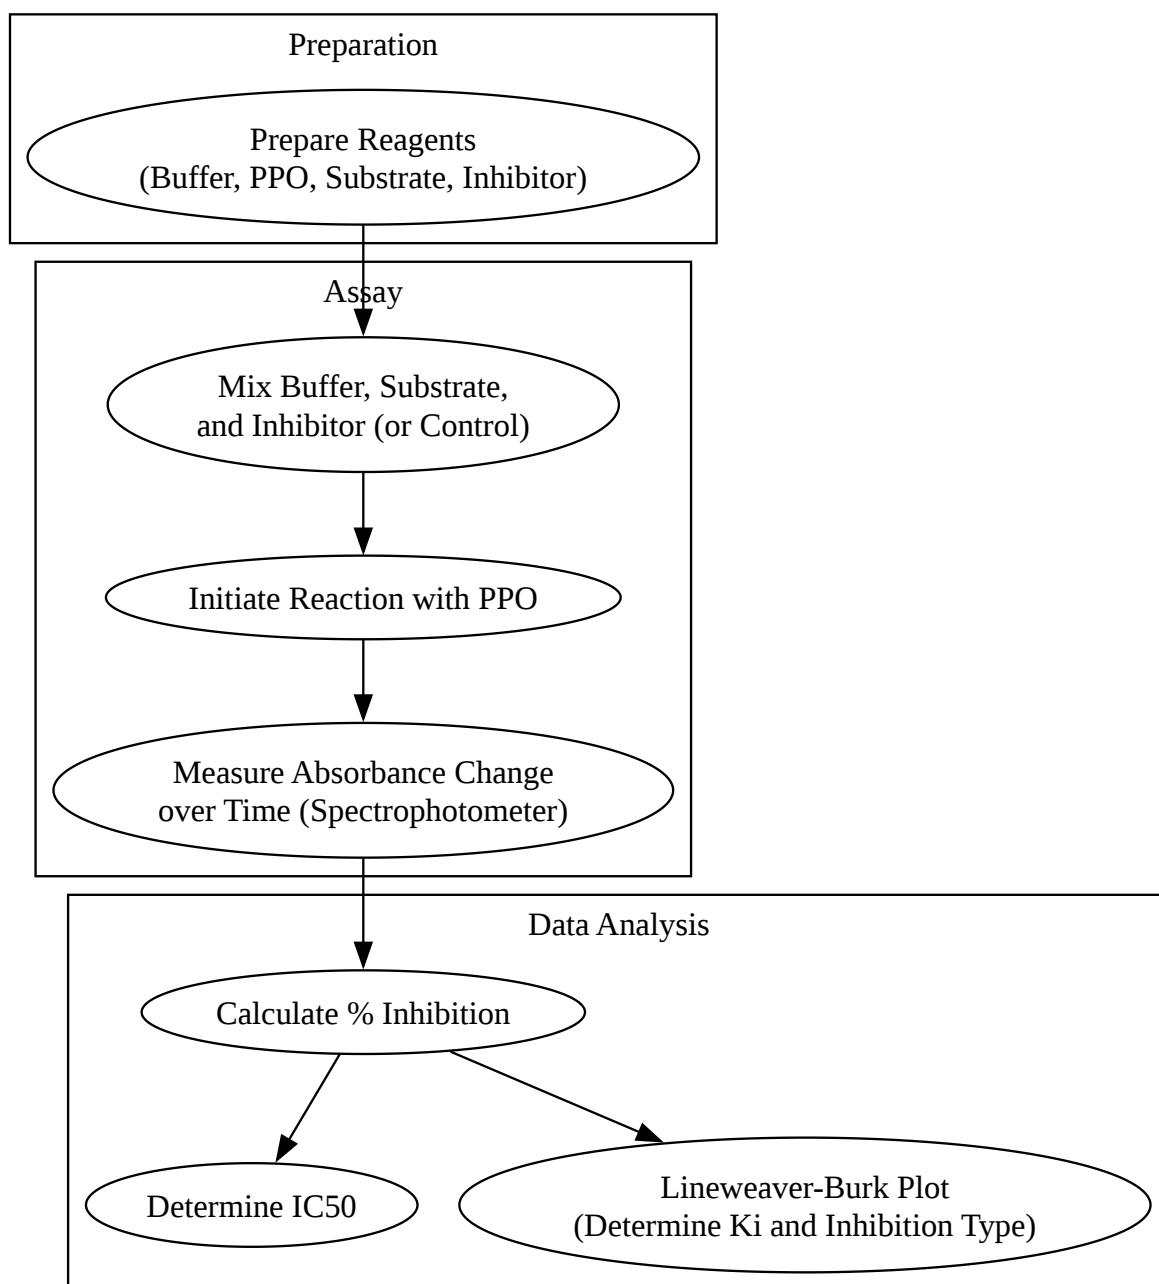 Preparation
Prepare Reagents
(Buffer, PPO, Substrate, Inhibitor)
Assay
Mix Buffer, Substrate,
and Inhibitor (or Control)
Initiate Reaction with PPO
Measure Absorbance Change
over Time (Spectrophotometer)
Data Analysis
Calculate % Inhibition
Determine IC50
Lineweaver-Burk Plot
(Determine Ki and Inhibition Type)